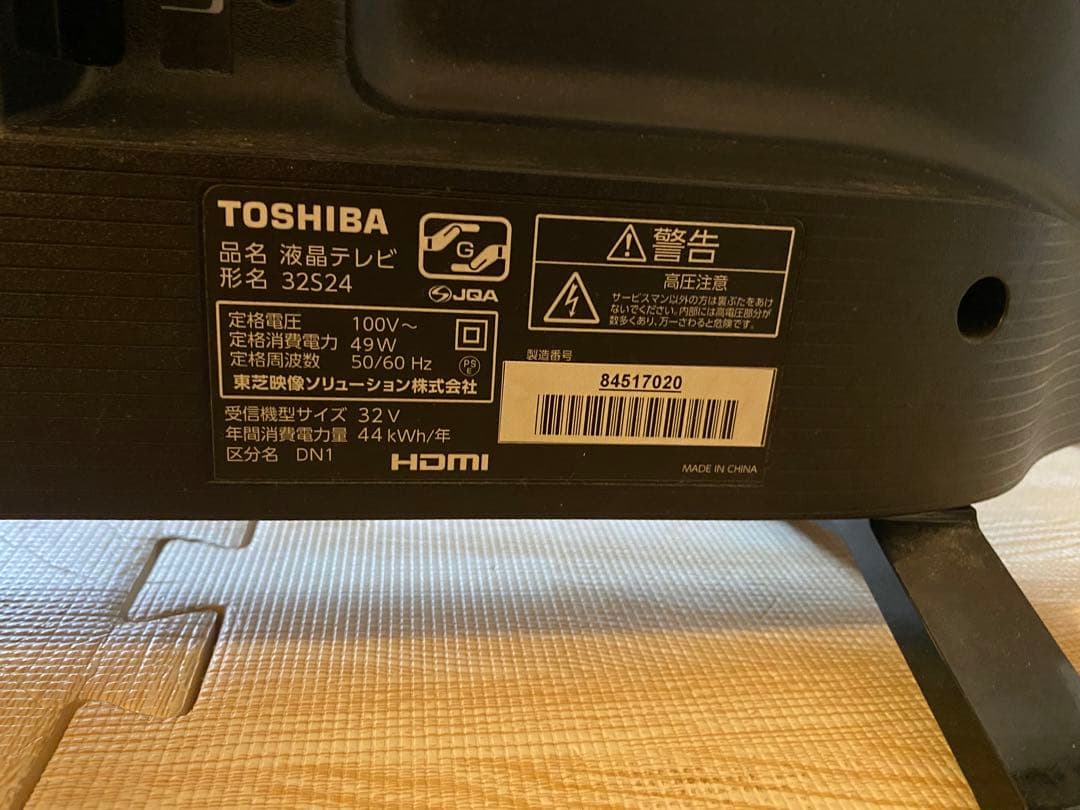 TOSHIBA
品名 液晶テレビ
形名 32S24
G
JQA
定格電圧 100V～
定格消費電力 49W
定格周波数 50/60 Hz
PS
E
東芝映像ソリューション株式会社
受信機型サイズ 32V
年間消費電力量 44kWh/年
区分名 DN1
HDMI
警告
高圧注意
サービスマン以外の方は裏ぶたをあけ
ないでください。内部には高電圧部分が
数多くあり、万一さわると危険です。
製造番号
84517020
MADE IN CHINA